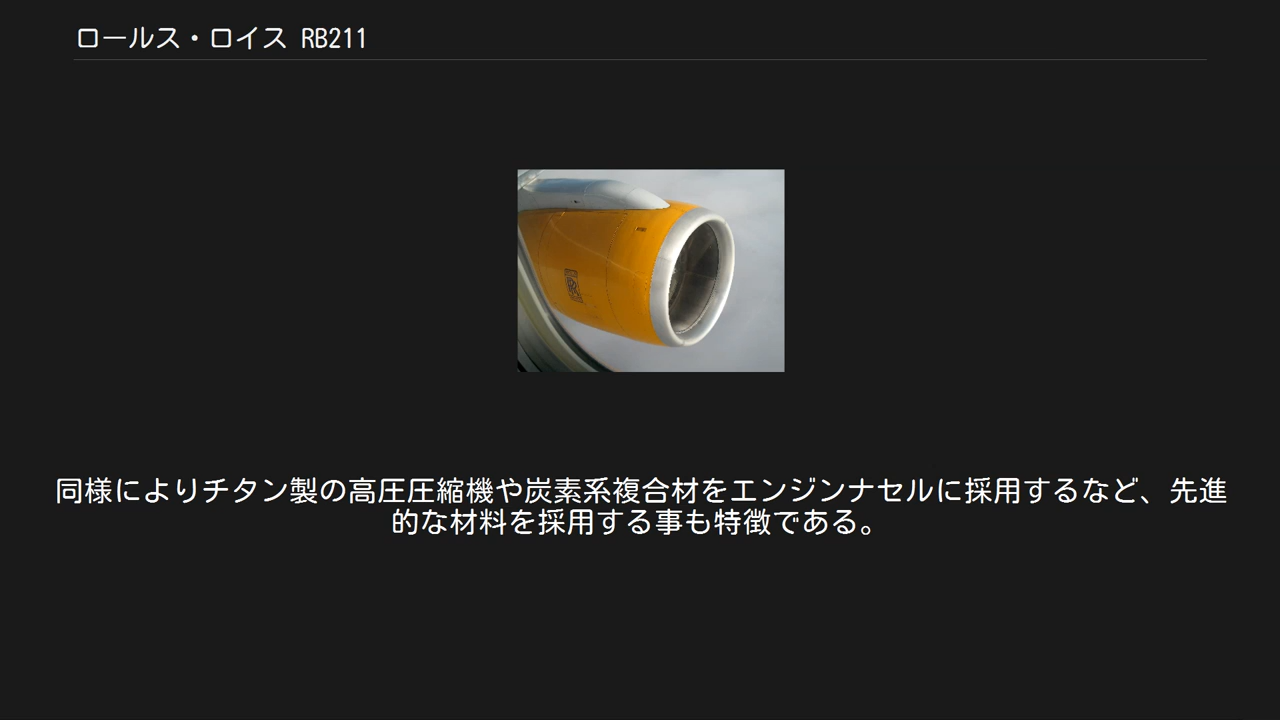 ロールス・ロイス RB211
同様によりチタン製の高圧圧縮機や炭素系複合材をエンジンナセルに採用するなど、先進
的な材料を採用する事も特徴である。